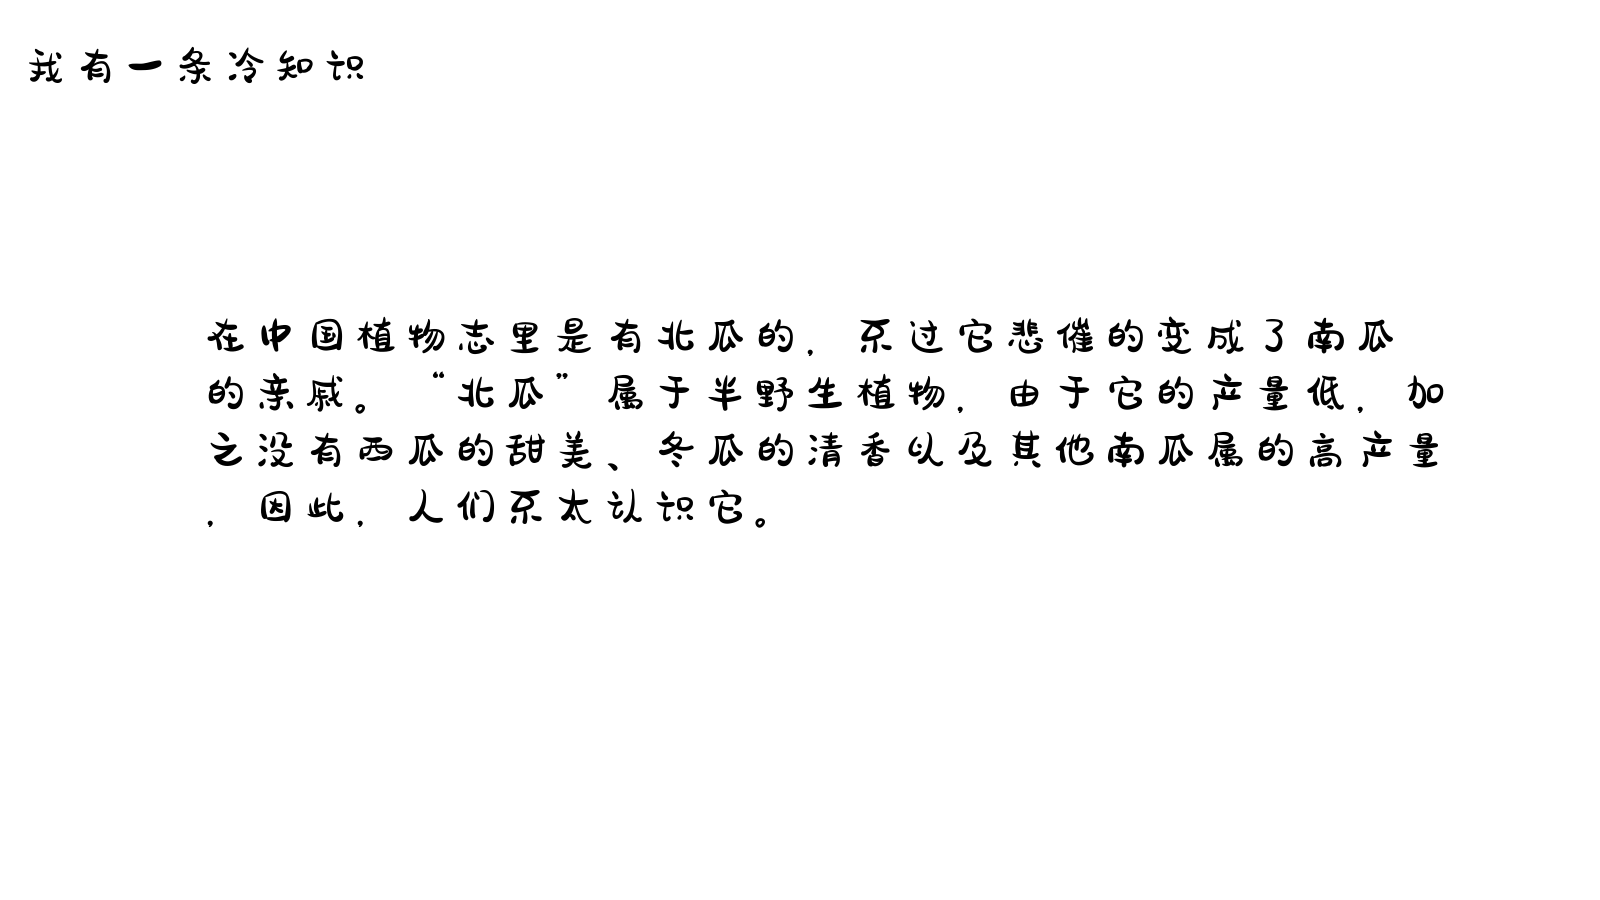 我有一条冷知识
在中国植物志里是有北瓜的，不过它悲催的变成了南瓜
的亲戚。“北瓜”属于半野生植物，由于它的产量低，加
之没有西瓜的甜美、冬瓜的清香以及其他南瓜属的高产量
，因此，人们不太认识它。